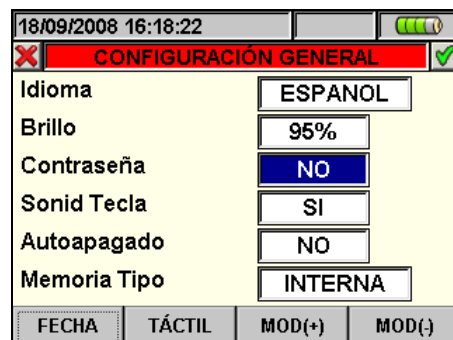 18/09/2008 16:18:22
CONFIGURACIÓN GENERAL
Idioma ESPANOL
Brillo 95%
Contraseña NO
Sonid Tecla SI
Autoapagado NO
Memoria Tipo INTERNA
FECHA TÁCTIL MOD(+) MOD(-)